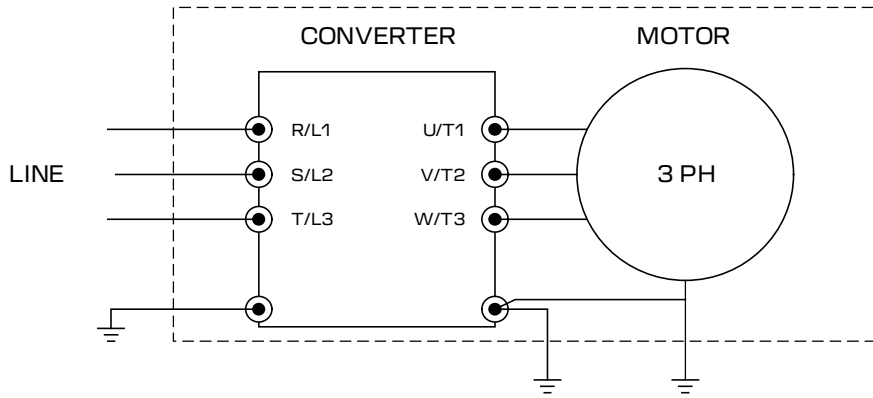 CONVERTER MOTOR
R/L1 U/T1
LINE S/L2 V/T2 3 PH
T/L3 W/T3